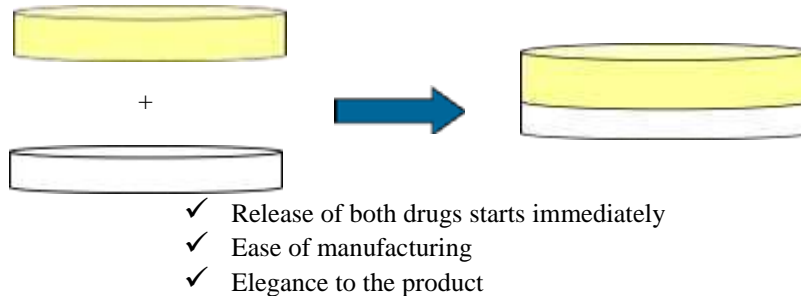 +
✓ Release of both drugs starts immediately
✓ Ease of manufacturing
✓ Elegance to the product